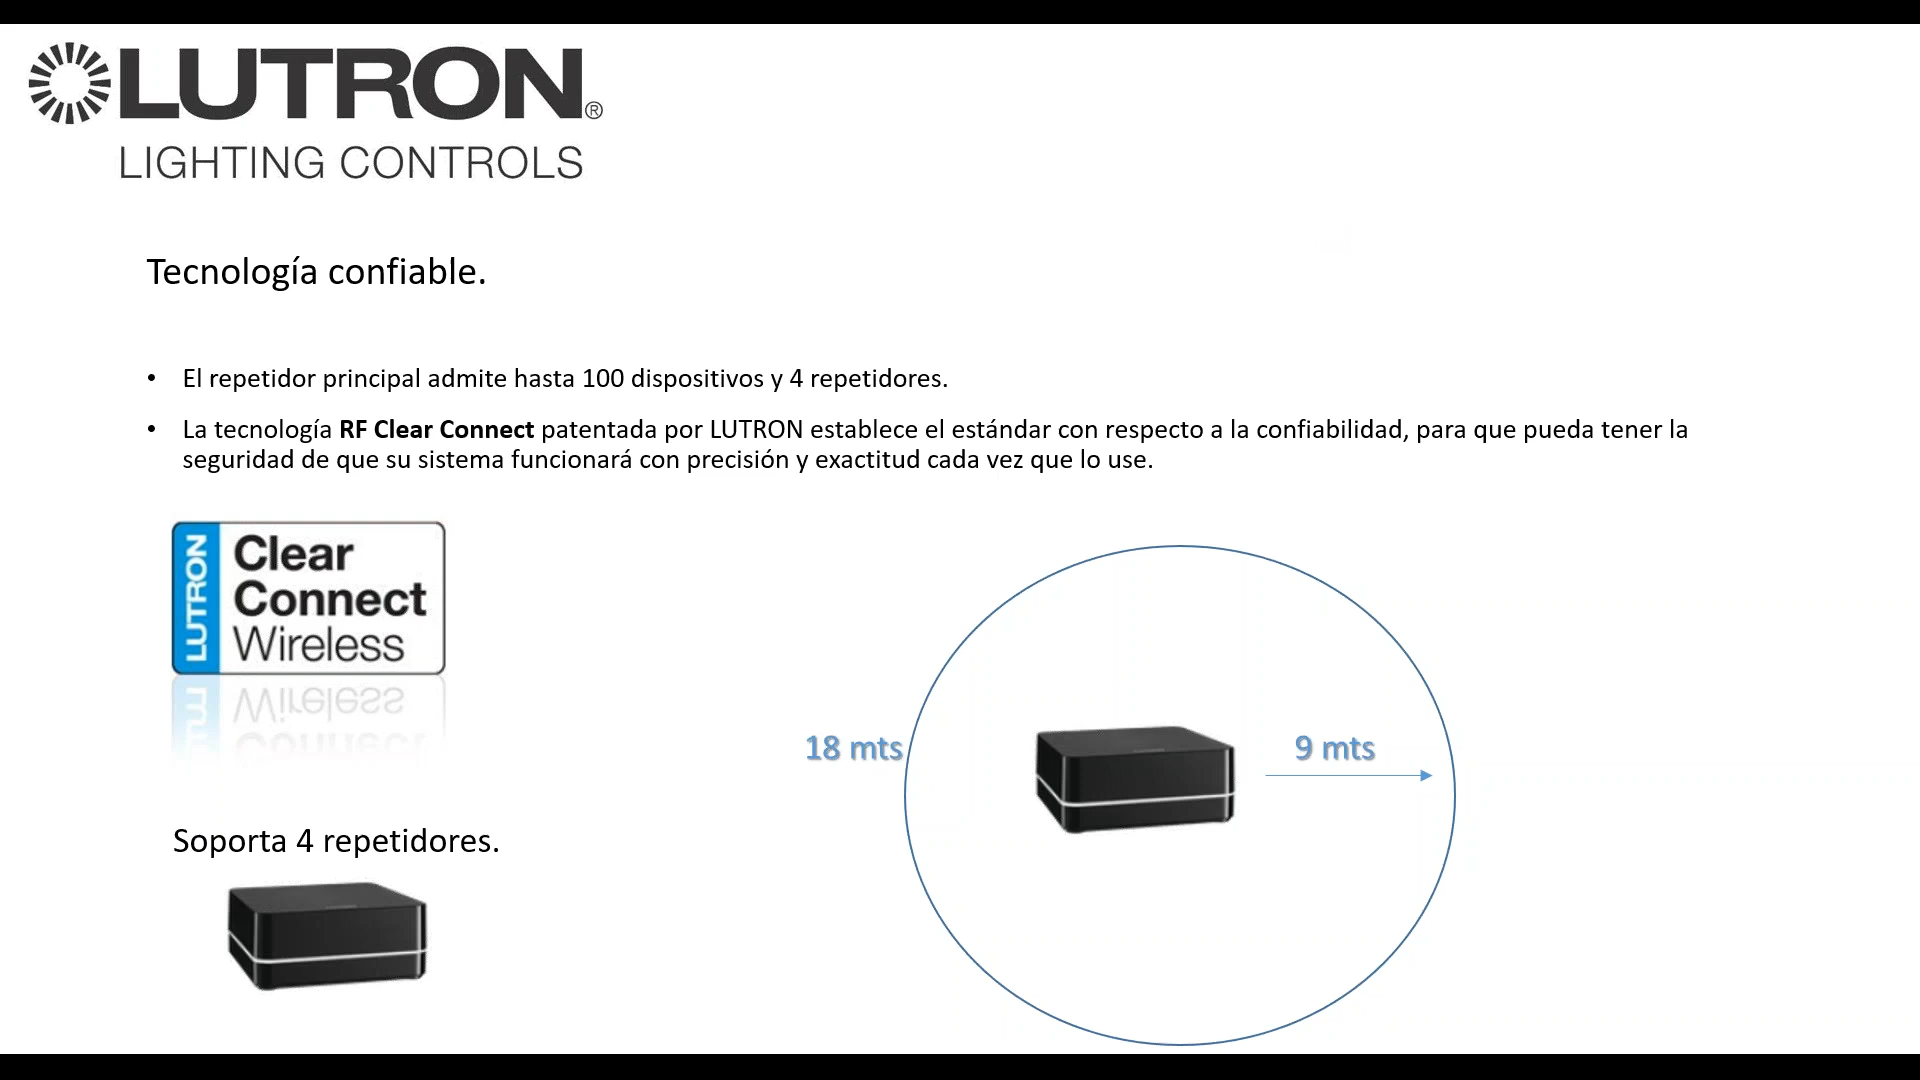 LUTRON®
LIGHTING CONTROLS
Tecnología confiable.
• El repetidor principal admite hasta 100 dispositivos y 4 repetidores.
• La tecnología RF Clear Connect patentada por LUTRON establece el estándar con respecto a la confiabilidad, para que pueda tener la
seguridad de que su sistema funcionará con precisión y exactitud cada vez que lo use.
LUTRON
Clear
Connect
Wireless
18 mts
9 mts
Soporta 4 repetidores.